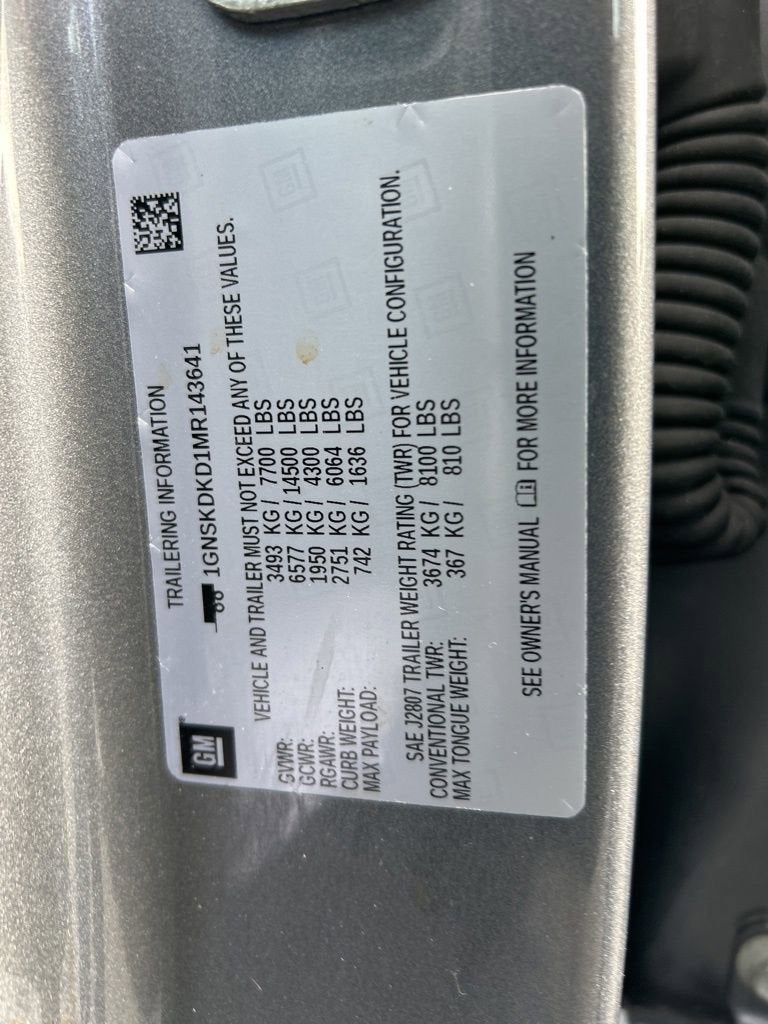 GM
TRAILERING INFORMATION
1GNSKDKD1MR143641
VEHICLE AND TRAILER MUST NOT EXCEED ANY OF THESE VALUES.
GVWR: 3493 KG / 7700 LBS
GCWR: 6577 KG / 14500 LBS
RGAWR: 1950 KG / 4300 LBS
CURB WEIGHT: 2751 KG / 6064 LBS
MAX PAYLOAD: 742 KG / 1636 LBS
SAE J2807 TRAILER WEIGHT RATING (TWR) FOR VEHICLE CONFIGURATION.
CONVENTIONAL TWR: 3674 KG / 8100 LBS
MAX TONGUE WEIGHT: 367 KG / 810 LBS
SEE OWNER'S MANUAL FOR MORE INFORMATION